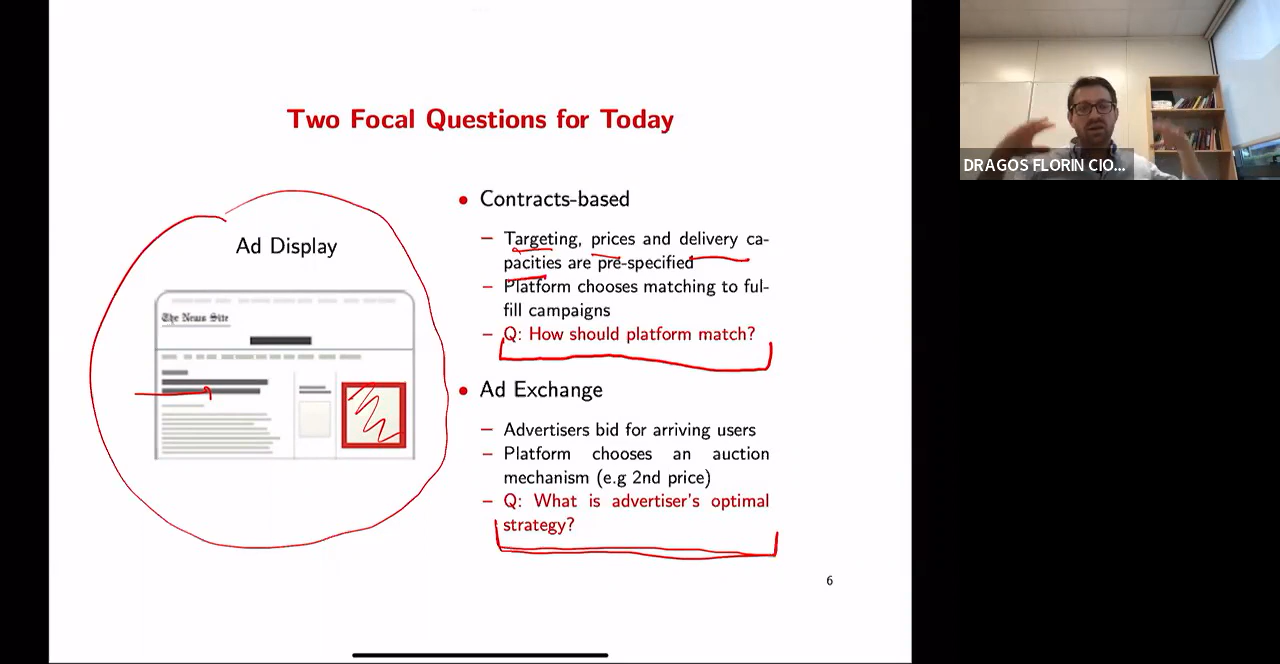 Two Focal Questions for Today
Ad Display
The News Site
• Contracts-based
– Targeting, prices and delivery ca-
pacities are pre-specified
– Platform chooses matching to ful-
fill campaigns
– Q: How should platform match?
• Ad Exchange
– Advertisers bid for arriving users
– Platform chooses an auction
mechanism (e.g 2nd price)
– Q: What is advertiser's optimal
strategy?
6
DRAGOS FLORIN CIO...